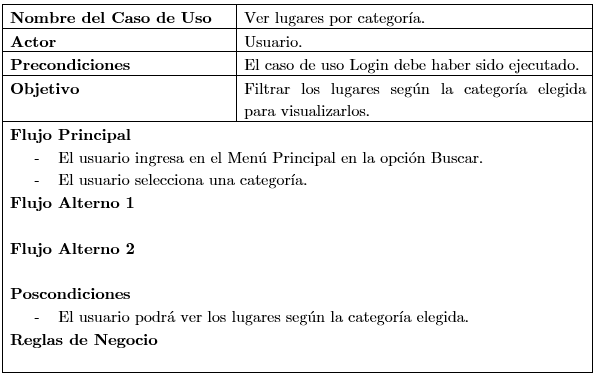 Nombre del Caso de Uso Ver lugares por categoría.
Actor Usuario.
Precondiciones El caso de uso Login debe haber sido ejecutado.
Objetivo Filtrar los lugares según la categoría elegida
para visualizarlos.
Flujo Principal
- El usuario ingresa en el Menú Principal en la opción Buscar.
- El usuario selecciona una categoría.
Flujo Alterno 1
Flujo Alterno 2
Poscondiciones
- El usuario podrá ver los lugares según la categoría elegida.
Reglas de Negocio